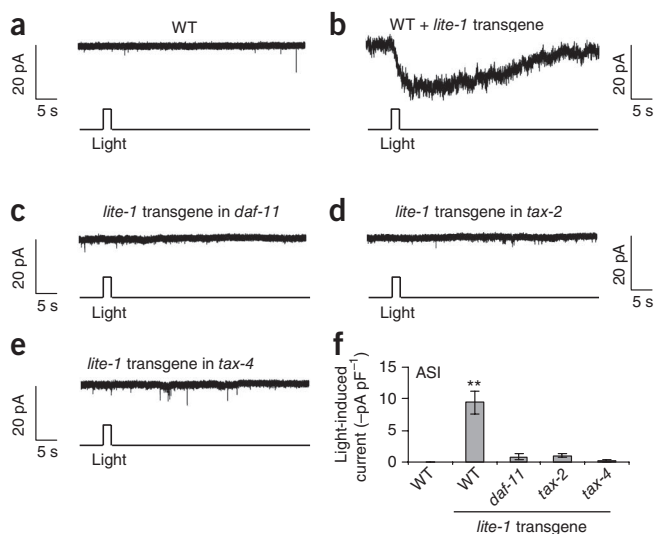 a
WT
20 pA
5 s
Light
b
WT + lite-1 transgene
20 pA
5 s
Light
c
lite-1 transgene in daf-11
20 pA
5 s
Light
d
lite-1 transgene in tax-2
20 pA
5 s
Light
e
lite-1 transgene in tax-4
20 pA
5 s
Light
f
Light-induced
current (–pA pF⁻¹)
15
10
5
0
ASI
**
WT
WT
daf-11
tax-2
tax-4
lite-1 transgene